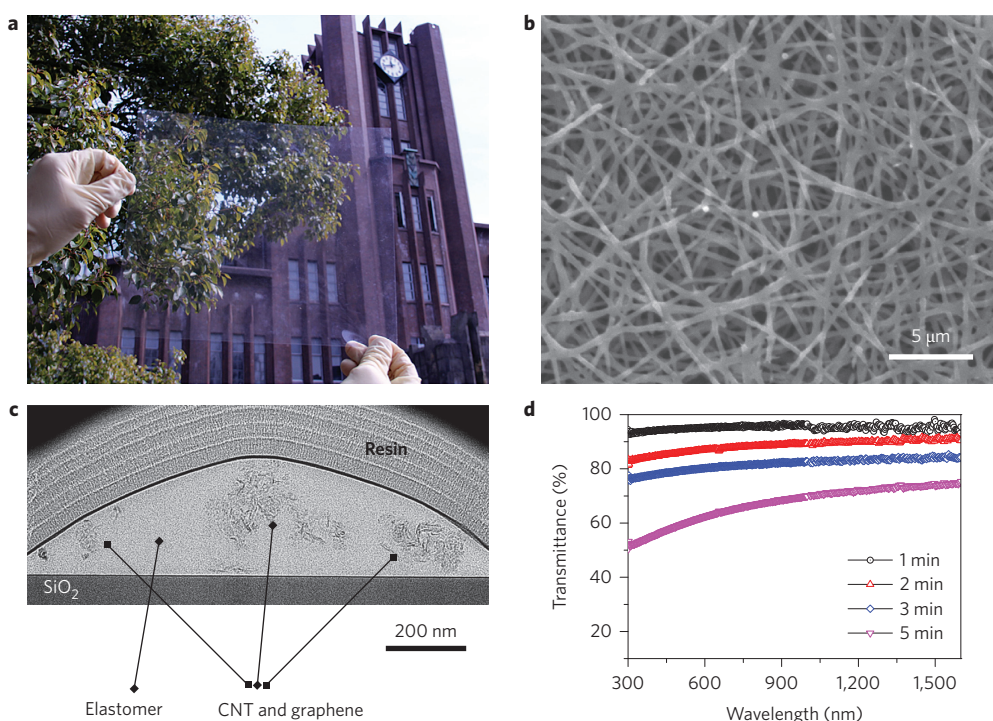 a
b
5 μm
c
Resin
SiO₂
200 nm
Elastomer
CNT and graphene
d
100
80
60
40
20
Transmittance (%)
1 min
2 min
3 min
5 min
300
600
900
1,200
1,500
Wavelength (nm)